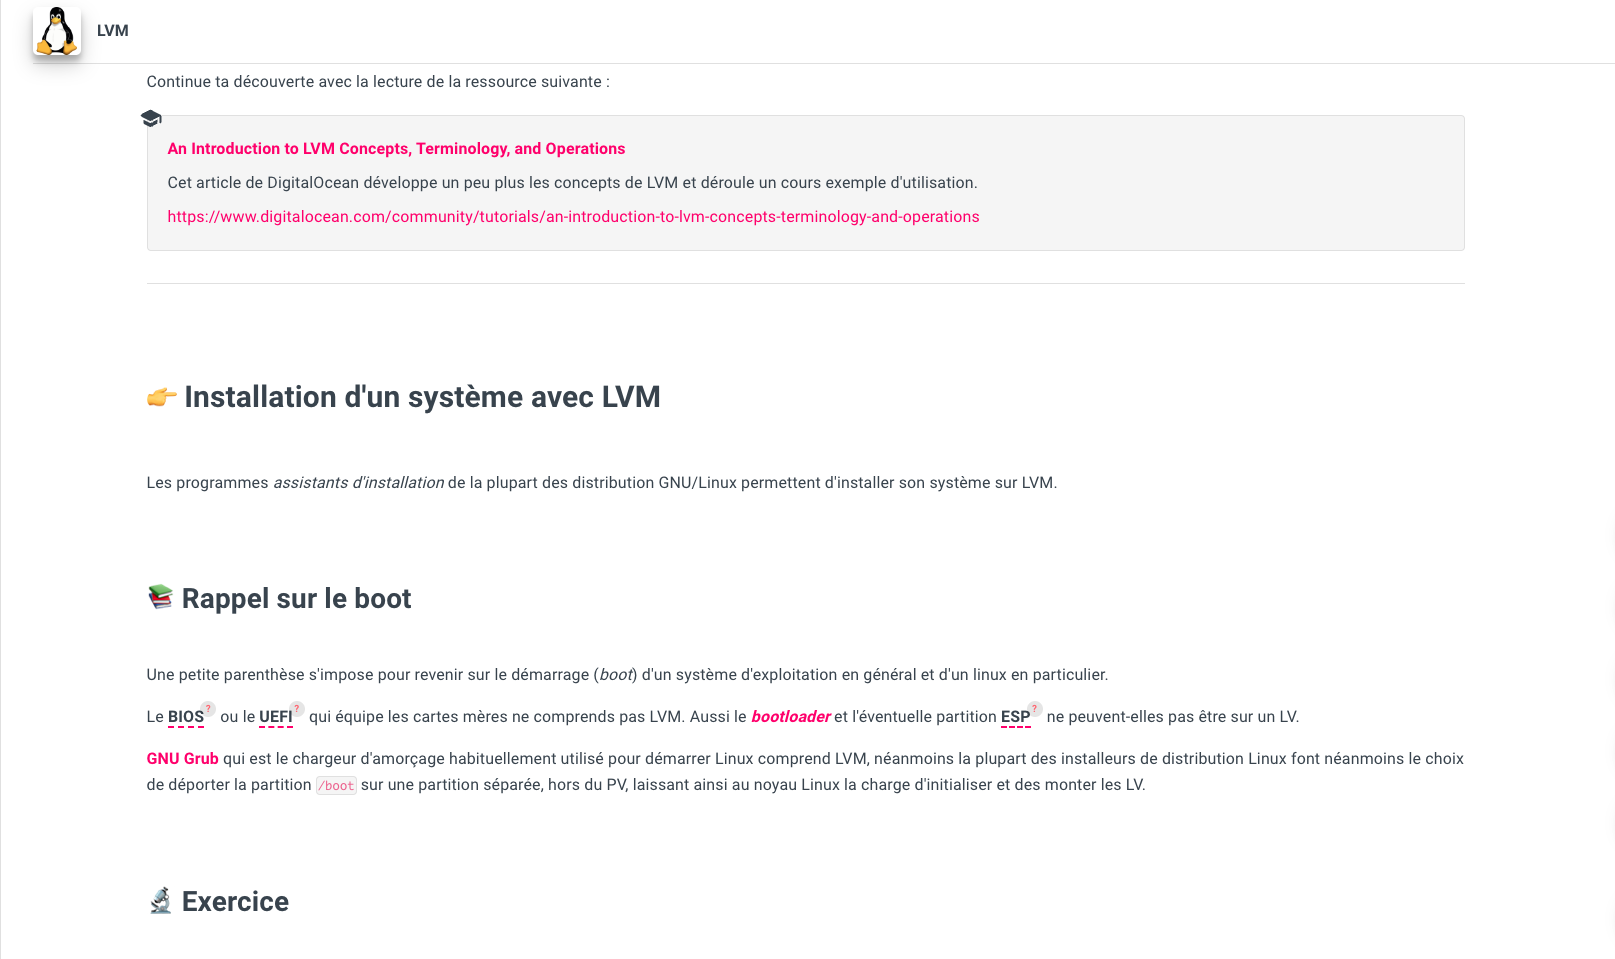 LVM
Continue ta découverte avec la lecture de la ressource suivante :
An Introduction to LVM Concepts, Terminology, and Operations
Cet article de DigitalOcean développe un peu plus les concepts de LVM et déroule un cours exemple d'utilisation.
https://www.digitalocean.com/community/tutorials/an-introduction-to-lvm-concepts-terminology-and-operations
👉 Installation d'un système avec LVM
Les programmes assistants d'installation de la plupart des distribution GNU/Linux permettent d'installer son système sur LVM.
📚 Rappel sur le boot
Une petite parenthèse s'impose pour revenir sur le démarrage (boot) d'un système d'exploitation en général et d'un linux en particulier.
Le BIOS? ou le UEFI? qui équipe les cartes mères ne comprends pas LVM. Aussi le bootloader et l'éventuelle partition ESP? ne peuvent-elles pas être sur un LV.
GNU Grub qui est le chargeur d'amorçage habituellement utilisé pour démarrer Linux comprend LVM, néanmoins la plupart des installeurs de distribution Linux font néanmoins le choix
de déporter la partition /boot sur une partition séparée, hors du PV, laissant ainsi au noyau Linux la charge d'initialiser et des monter les LV.
🔬 Exercice